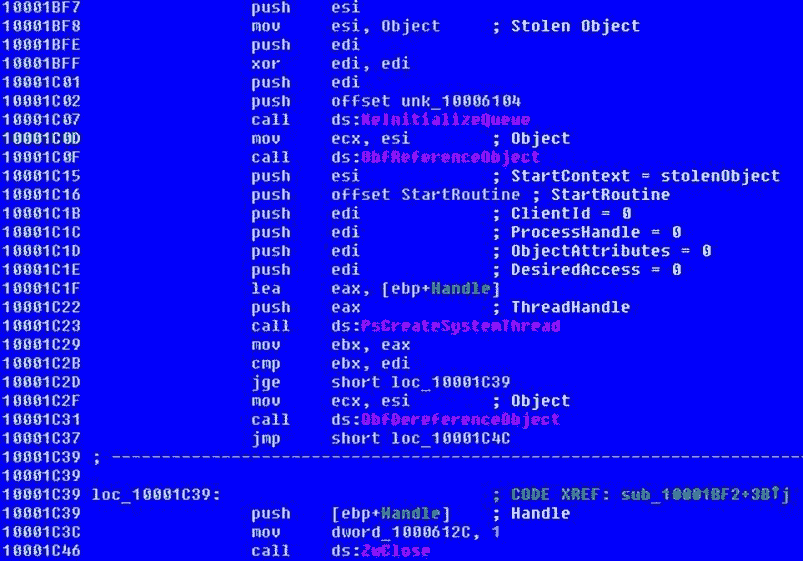 10001BF7 push esi
10001BF8 mov esi, Object ; Stolen Object
10001BFE push edi
10001BFF xor edi, edi
10001C01 push edi
10001C02 push offset unk_10006104
10001C07 call ds:KeInitializeQueue
10001C0D mov ecx, esi ; Object
10001C0F call ds:ObfReferenceObject
10001C15 push esi ; StartContext = stolenObject
10001C16 push offset StartRoutine ; StartRoutine
10001C1B push edi ; ClientId = 0
10001C1C push edi ; ProcessHandle = 0
10001C1D push edi ; ObjectAttributes = 0
10001C1E push edi ; DesiredAccess = 0
10001C1F lea eax, [ebp+Handle]
10001C22 push eax ; ThreadHandle
10001C23 call ds:PsCreateSystemThread
10001C29 mov ebx, eax
10001C2B cmp ebx, edi
10001C2D jge short loc_10001C39
10001C2F mov ecx, esi ; Object
10001C31 call ds:ObfDereferenceObject
10001C37 jmp short loc_10001C4C
10001C39 ; ---------------------------------------------------------------------
10001C39
10001C39 loc_10001C39: ; CODE XREF: sub_10001BF2+3B↑j
10001C39 push [ebp+Handle] ; Handle
10001C3C mov dword_1000612C, 1
10001C46 call ds:ZwClose